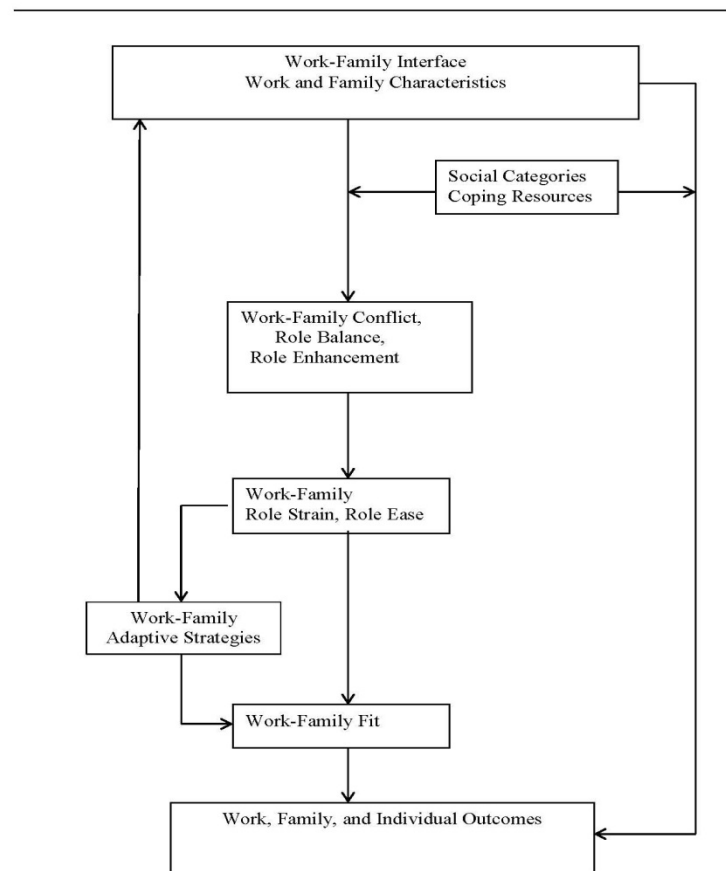 Work-Family Interface
Work and Family Characteristics
Social Categories
Coping Resources
Work-Family Conflict,
Role Balance,
Role Enhancement
Work-Family
Role Strain, Role Ease
Work-Family
Adaptive Strategies
Work-Family Fit
Work, Family, and Individual Outcomes